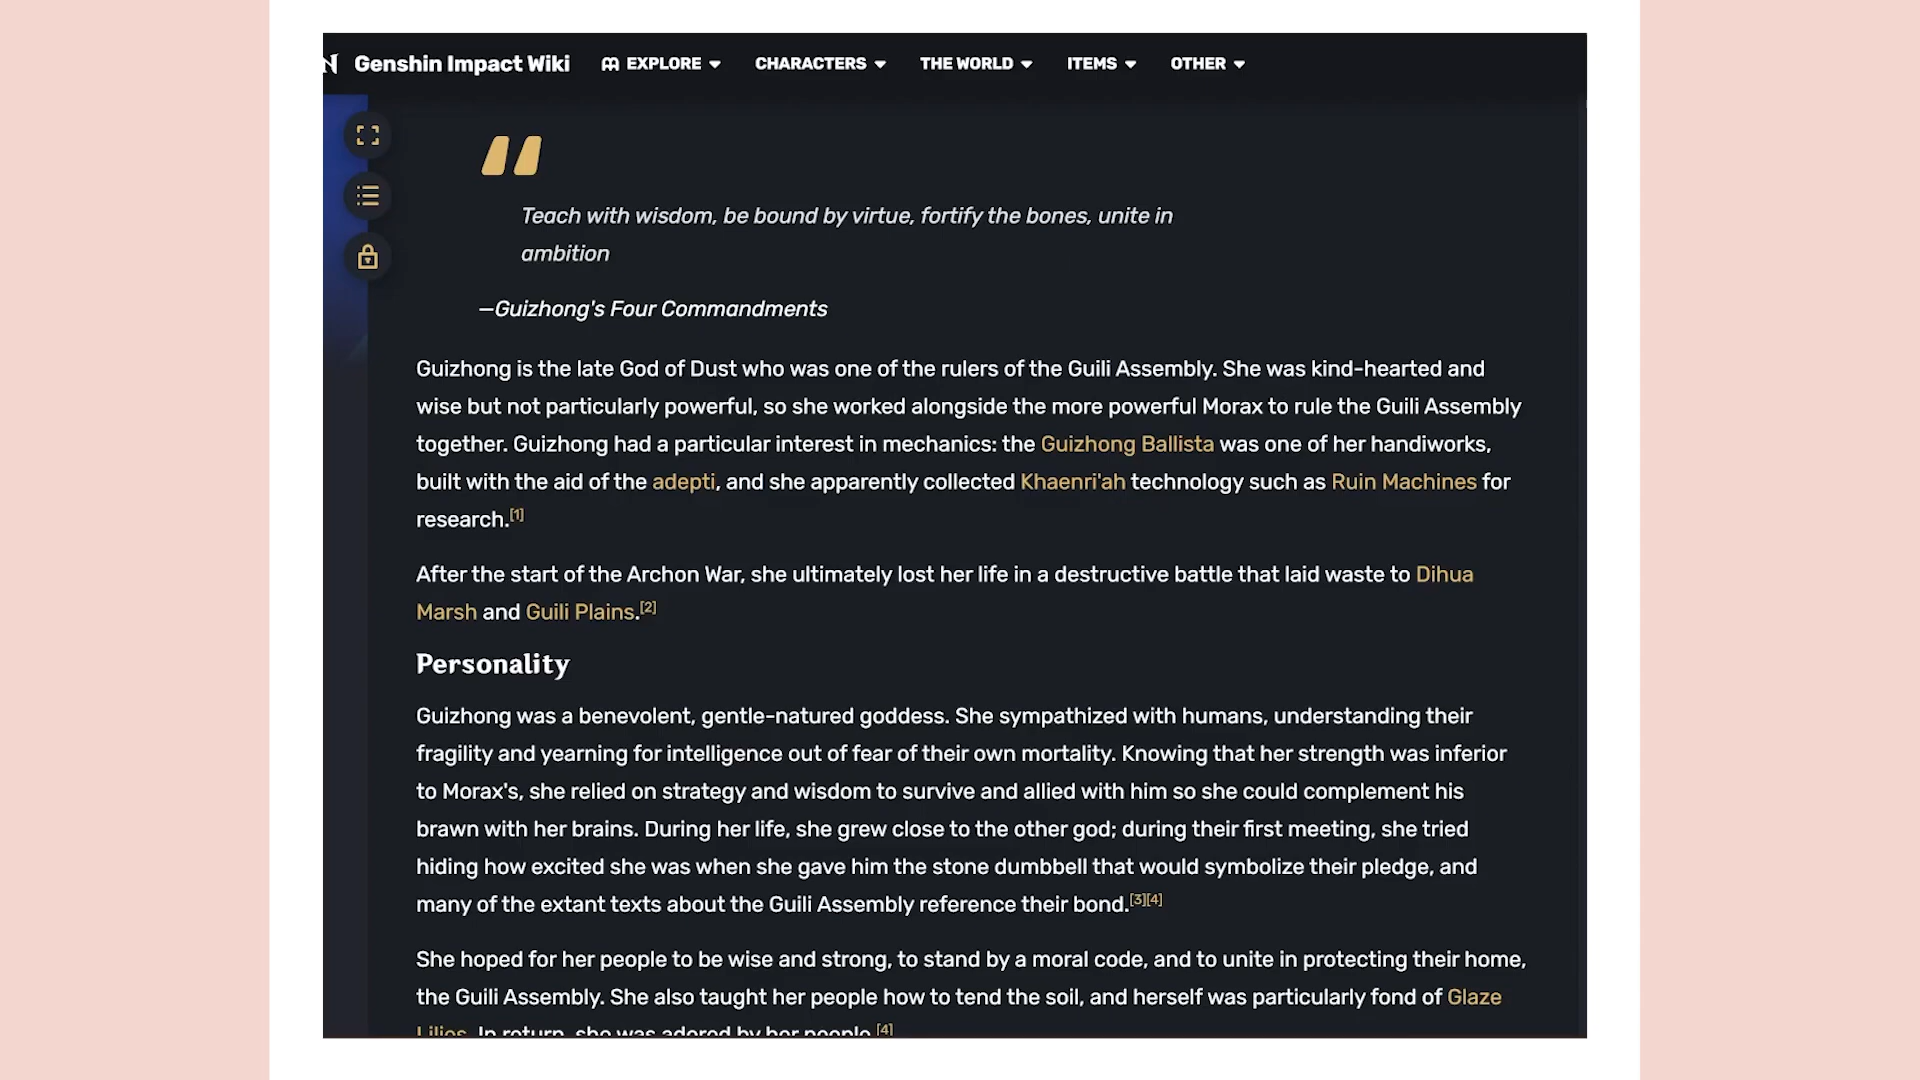 Genshin Impact Wiki EXPLORE CHARACTERS THE WORLD ITEMS OTHER
Teach with wisdom, be bound by virtue, fortify the bones, unite in
ambition
—Guizhong's Four Commandments
Guizhong is the late God of Dust who was one of the rulers of the Guili Assembly. She was kind-hearted and
wise but not particularly powerful, so she worked alongside the more powerful Morax to rule the Guili Assembly
together. Guizhong had a particular interest in mechanics: the Guizhong Ballista was one of her handiworks,
built with the aid of the adepti, and she apparently collected Khaenri'ah technology such as Ruin Machines for
research.[1]
After the start of the Archon War, she ultimately lost her life in a destructive battle that laid waste to Dihua
Marsh and Guili Plains.[2]
Personality
Guizhong was a benevolent, gentle-natured goddess. She sympathized with humans, understanding their
fragility and yearning for intelligence out of fear of their own mortality. Knowing that her strength was inferior
to Morax's, she relied on strategy and wisdom to survive and allied with him so she could complement his
brawn with her brains. During her life, she grew close to the other god; during their first meeting, she tried
hiding how excited she was when she gave him the stone dumbbell that would symbolize their pledge, and
many of the extant texts about the Guili Assembly reference their bond.[3][4]
She hoped for her people to be wise and strong, to stand by a moral code, and to unite in protecting their home,
the Guili Assembly. She also taught her people how to tend the soil, and herself was particularly fond of Glaze
Lilies. In return, she was adored by her people.[4]